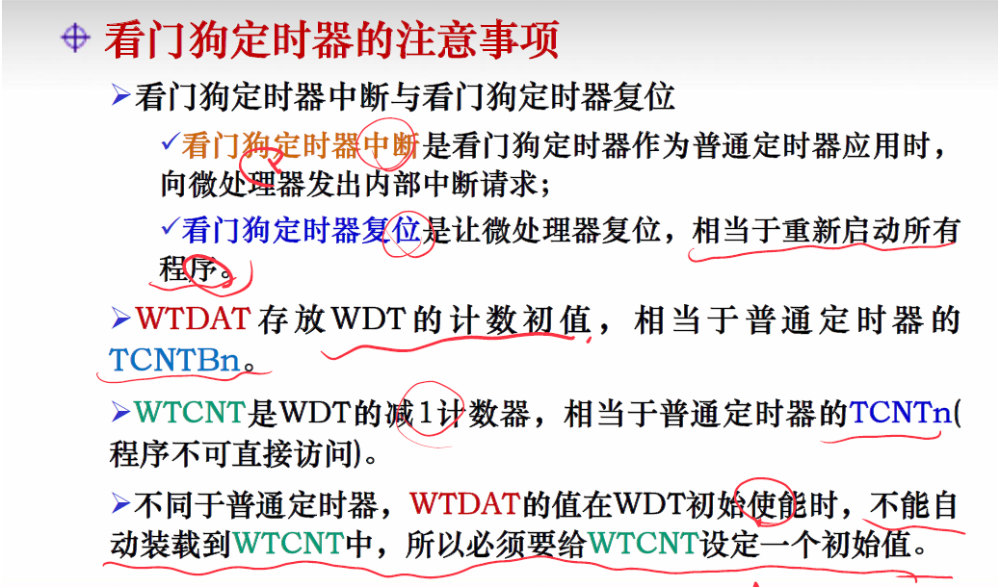 看门狗定时器的注意事项
看门狗定时器中断与看门狗定时器复位
看门狗定时器中断是看门狗定时器作为普通定时器应用时，
向微处理器发出内部中断请求；
看门狗定时器复位是让微处理器复位，相当于重新启动所有
程序。
WTDAT存放WDT的计数初值，相当于普通定时器的
TCNTBn。
WTCNT是WDT的减1计数器，相当于普通定时器的TCNTn(
程序不可直接访问)。
不同于普通定时器，WTDAT的值在WDT初始使能时，不能自
动装载到WTCNT中，所以必须要给WTCNT设定一个初始值。